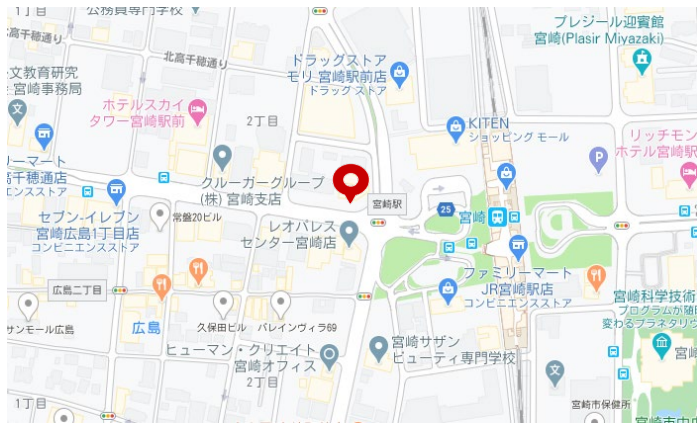 1丁目
公務員専門学校
北高千穂通り
北高千穂通り
文教育研究
宮崎事務局
ホテルスカイ
タワー宮崎駅前
2丁目
ドラッグストア
モリ 宮崎駅前店
ドラッグ ストア
プレジール迎賓館
宮崎(Plasir Miyazaki)
KITEN
ショッピング モール
リッチモン
ホテル宮崎駅
リーマート
高千穂通店
エンスストア
クルーガーグループ
(株) 宮崎支店
宮崎駅
25
宮崎
セブン-イレブン
宮崎広島1丁目店
コンビニエンスストア
常盤20ビル
レオパレス
センター宮崎店
ファミリーマート
JR宮崎駅店
コンビニエンスストア
広島二丁目
サンモール広島
広島
久保田ビル
パレインヴィラ69
宮崎科学技術
プログラムが随
変わるプラネタリウ
ヒューマン・クリエイト
宮崎オフィス
2丁目
宮崎サザン
ビューティ専門学校
宮崎
1丁目
宮崎市保健所
P
文
文